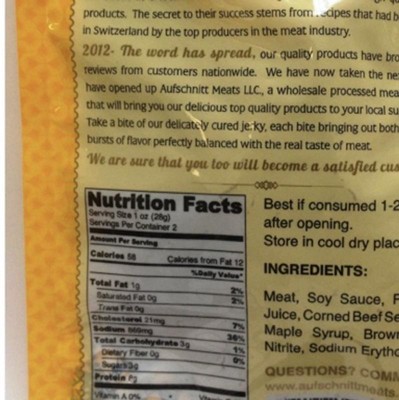 products. The secret to their success stems from recipes that had b
in Switzerland by the top producers in the meat industry.
2012- The word has spread, our quality products have bro
reviews from customers nationwide. We have now taken the ne
have opened up Aufschnitt Meats LLC., a wholesale processed mea
that will bring you our delicious top quality products to your local su
Take a bite of our delicately cured jerky, each bite bringing out both
bursts of flavor perfectly balanced with the real taste of meat.
We are sure that you too will become a satisfied cus
Nutrition Facts
Serving Size 1 oz (28g)
Servings Per Container 2
Amount Per Serving
Calories 58 Calories from Fat 12
%Daily Value*
Total Fat 1g 2%
Saturated Fat 0g 2%
Trans Fat 0g
Cholesterol 21mg 7%
Sodium 36%
Total Carbohydrate 3g 1%
Dietary Fiber 0g 0%
Sugars 3g
Protein
Vitamin A 0%
Best if consumed 1-2
after opening.
Store in cool dry plac
INGREDIENTS:
Meat, Soy Sauce, P
Juice, Corned Beef Se
Maple Syrup, Brow
Nitrite, Sodium Erytho
QUESTIONS? COMM
www.aufschnittmeats.